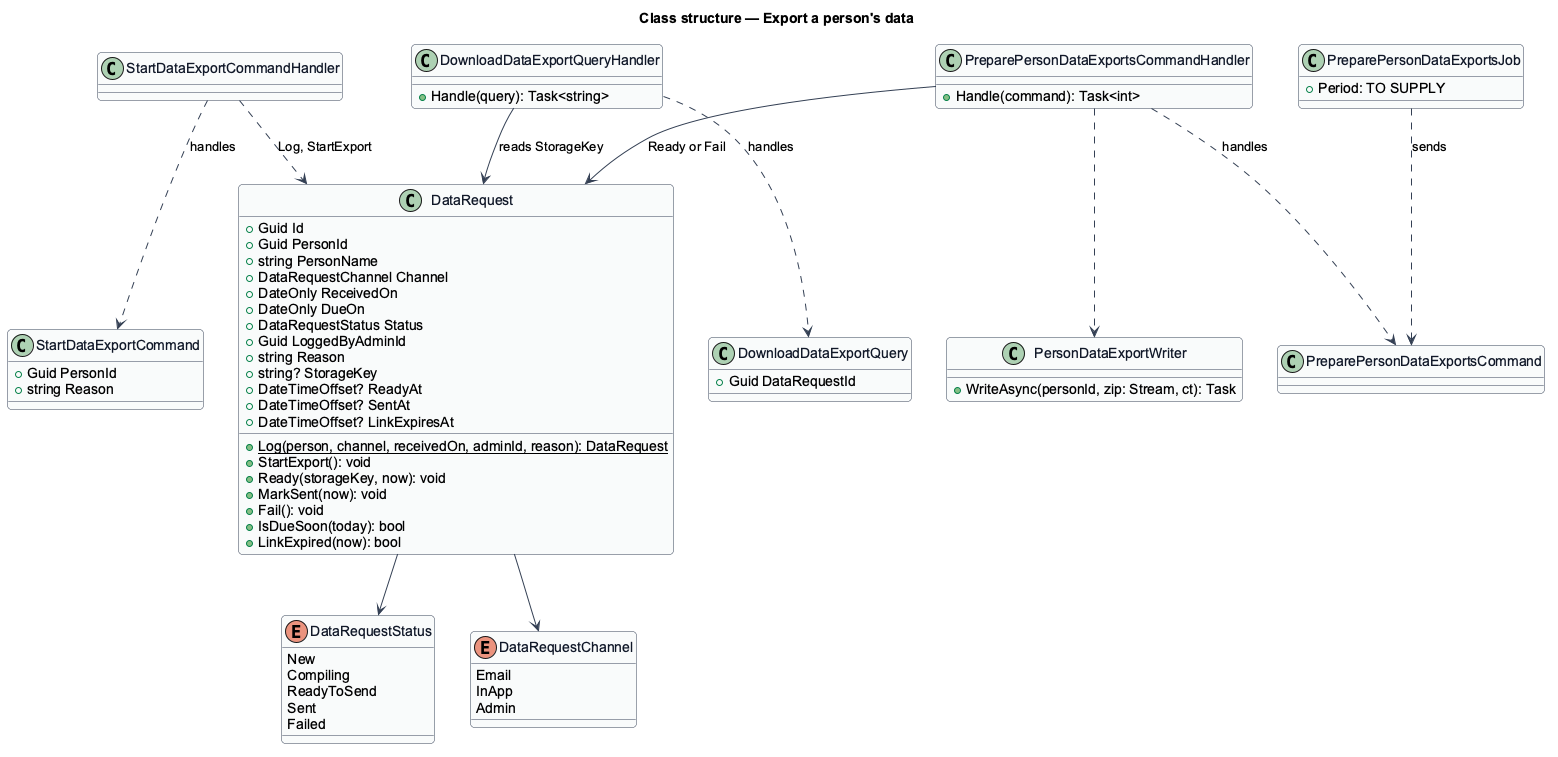 Class structure — Export a person's data
C StartDataExportCommandHandler
C DownloadDataExportQueryHandler
+ Handle(query): Task<string>
C PreparePersonDataExportsCommandHandler
Handle(command): Task<int>
C PreparePersonDataExportsJob
Period: TO SUPPLY
handles
Log, StartExport
reads StorageKey
Ready or Fail
handles
handles
sends
C DataRequest
Guid Id
Guid PersonId
string PersonName
DataRequestChannel Channel
DateOnly ReceivedOn
DateOnly DueOn
DataRequestStatus Status
Guid LoggedByAdminId
string Reason
string? StorageKey
DateTimeOffset? ReadyAt
DateTimeOffset? SentAt
DateTimeOffset? LinkExpiresAt
Log(person, channel, receivedOn, adminId, reason): DataRequest
StartExport(): void
Ready(storageKey, now): void
MarkSent(now): void
Fail(): void
IsDueSoon(today): bool
LinkExpired(now): bool
C StartDataExportCommand
Guid PersonId
string Reason
C DownloadDataExportQuery
Guid DataRequestId
C PersonDataExportWriter
WriteAsync(personId, zip: Stream, ct): Task
C PreparePersonDataExportsCommand
E DataRequestStatus
New
Compiling
ReadyToSend
Sent
Failed
E DataRequestChannel
Email
InApp
Admin